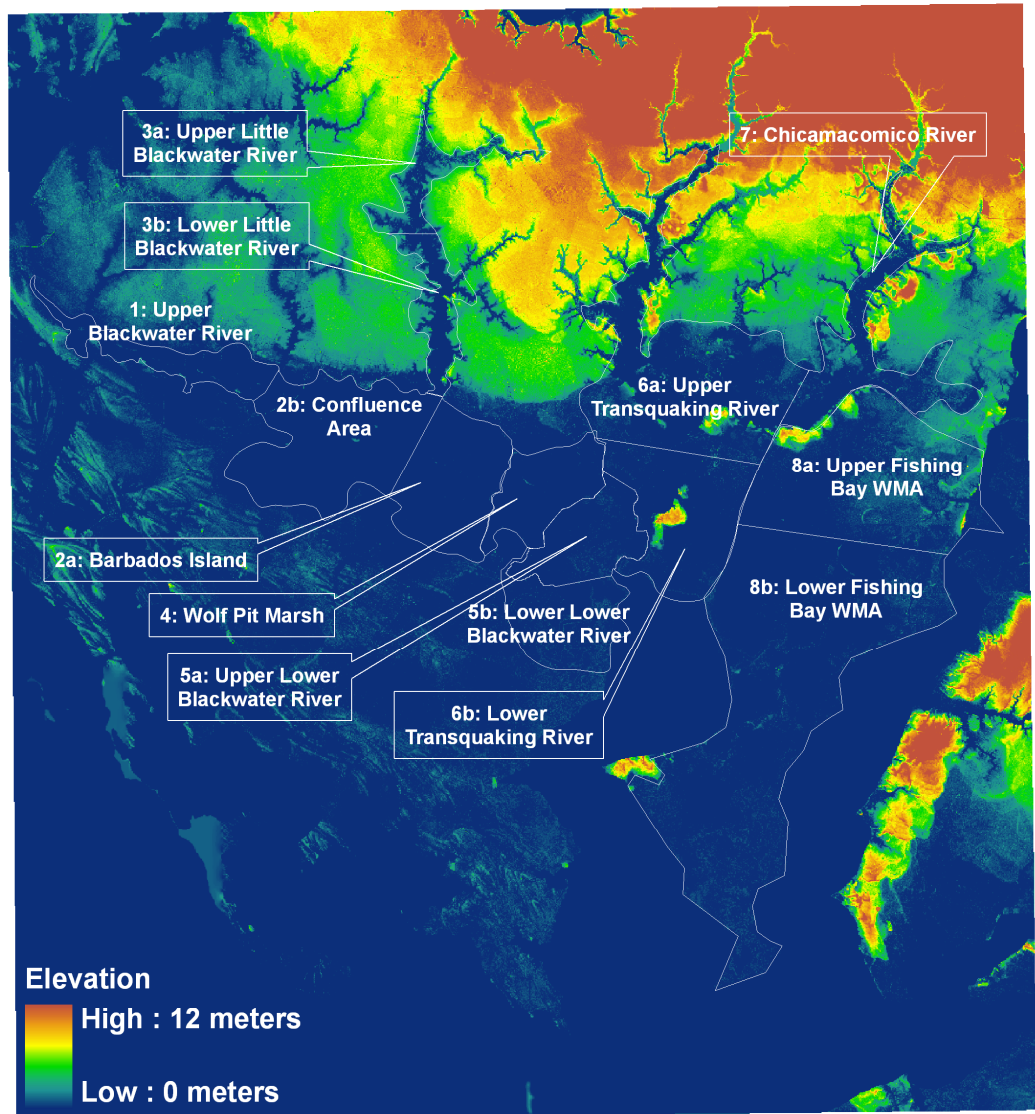 3a: Upper Little
Blackwater River
7: Chicamacomico River
3b: Lower Little
Blackwater River
1: Upper
Blackwater River
2b: Confluence
Area
6a: Upper
Transquaking River
8a: Upper Fishing
Bay WMA
2a: Barbados Island
4: Wolf Pit Marsh
5b: Lower Lower
Blackwater River
8b: Lower Fishing
Bay WMA
5a: Upper Lower
Blackwater River
6b: Lower
Transquaking River
Elevation
High : 12 meters
Low : 0 meters